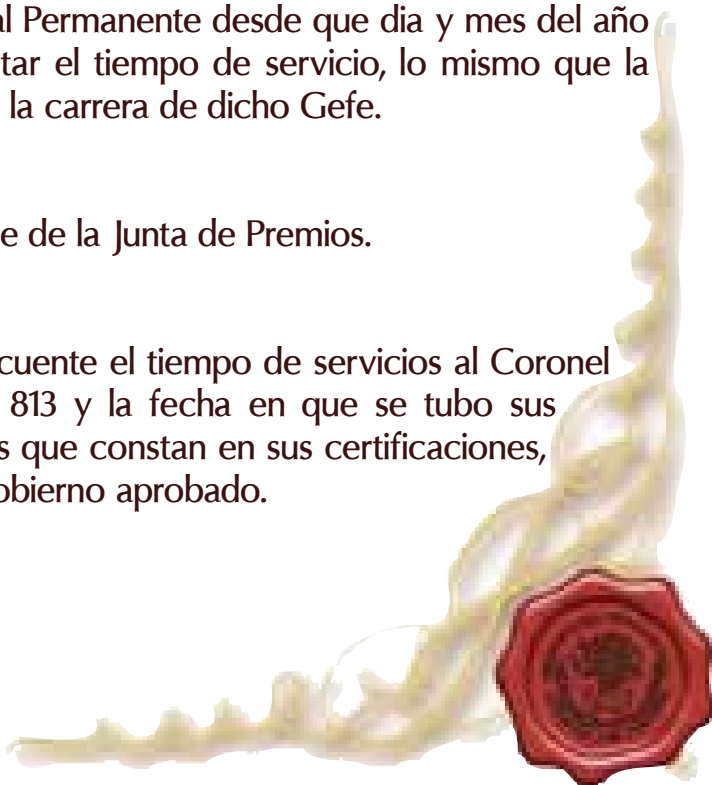 al Permanente desde que dia y mes del año
tar el tiempo de servicio, lo mismo que la
la carrera de dicho Gefe.
e de la Junta de Premios.
cuente el tiempo de servicios al Coronel
813 y la fecha en que se tubo sus
s que constan en sus certificaciones,
obierno aprobado.